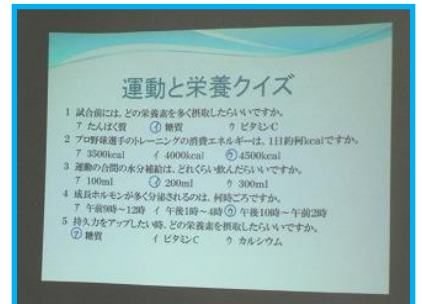 運動と栄養クイズ
1 試合前には、どの栄養素を多く摂取したらいいですか。
ア たんぱく質 イ 糖質 ウ ビタミンC
2 プロ野球選手のトレーニングの消費エネルギーは、1日約何kcalですか。
ア 3500kcal イ 4000kcal ウ 4500kcal
3 運動の合間の水分補給は、どれくらい飲んだらいいですか。
ア 100ml イ 200ml ウ 300ml
4 成長ホルモンが多く分泌されるのは、何時ごろですか。
ア 午前9時～12時 イ 午後1時～4時 ウ 午後10時～午前2時
5 持久力をアップしたい時、どの栄養素を摂取したらいいですか。
ア 糖質 イ ビタミンC ウ カルシウム